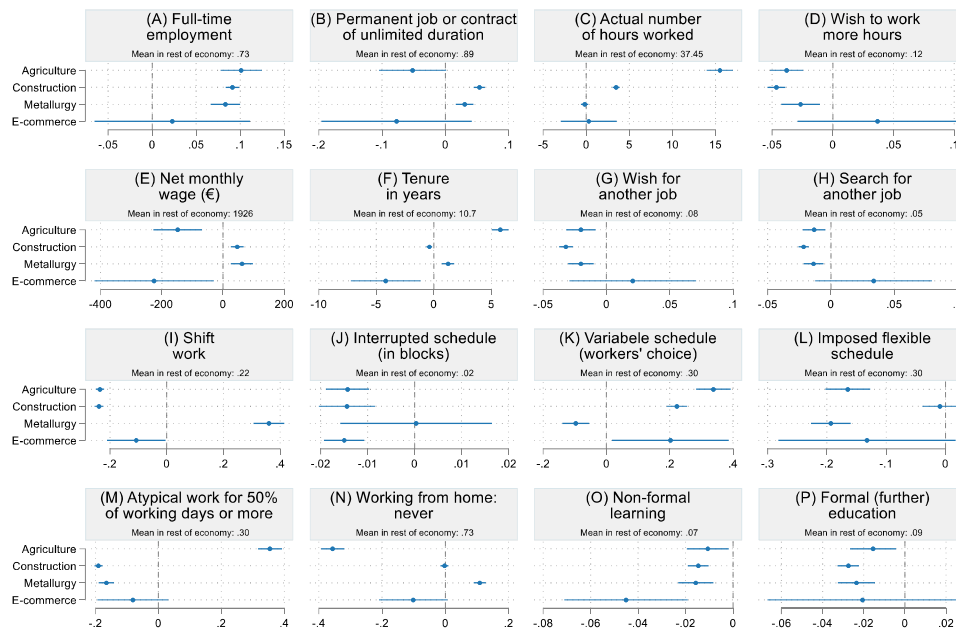 (A) Full-time
employment
Mean in rest of economy: .73
(B) Permanent job or contract
of unlimited duration
Mean in rest of economy: .89
(C) Actual number
of hours worked
Mean in rest of economy: 37.45
(D) Wish to work
more hours
Mean in rest of economy: .12
Agriculture
Construction
Metallurgy
E-commerce
-.05 0 .05 .1 .15
-.2 -.1 0 .1
-5 0 5 10 15
-.05 0 .05
(E) Net monthly
wage (€)
Mean in rest of economy: 1926
(F) Tenure
in years
Mean in rest of economy: 10.7
(G) Wish for
another job
Mean in rest of economy: .08
(H) Search for
another job
Mean in rest of economy: .05
Agriculture
Construction
Metallurgy
E-commerce
-400 -200 0 200
-10 -5 0 5
-.05 0 .05 .1
-.05 0 .05
(I) Shift
work
Mean in rest of economy: .22
(J) Interrupted schedule
(in blocks)
Mean in rest of economy: .02
(K) Variabele schedule
(workers' choice)
Mean in rest of economy: .30
(L) Imposed flexible
schedule
Mean in rest of economy: .30
Agriculture
Construction
Metallurgy
E-commerce
-.2 0 .2 .4
-.02 -.01 0 .01 .02
-.2 0 .2 .4
-.3 -.2 -.1 0
(M) Atypical work for 50%
of working days or more
Mean in rest of economy: .30
(N) Working from home:
never
Mean in rest of economy: .73
(O) Non-formal
learning
Mean in rest of economy: .07
(P) Formal (further)
education
Mean in rest of economy: .09
Agriculture
Construction
Metallurgy
E-commerce
-.2 0 .2 .4
-.4 -.2 0 .2
-.08 -.06 -.04 -.02 0
-.06 -.04 -.02 0 .02